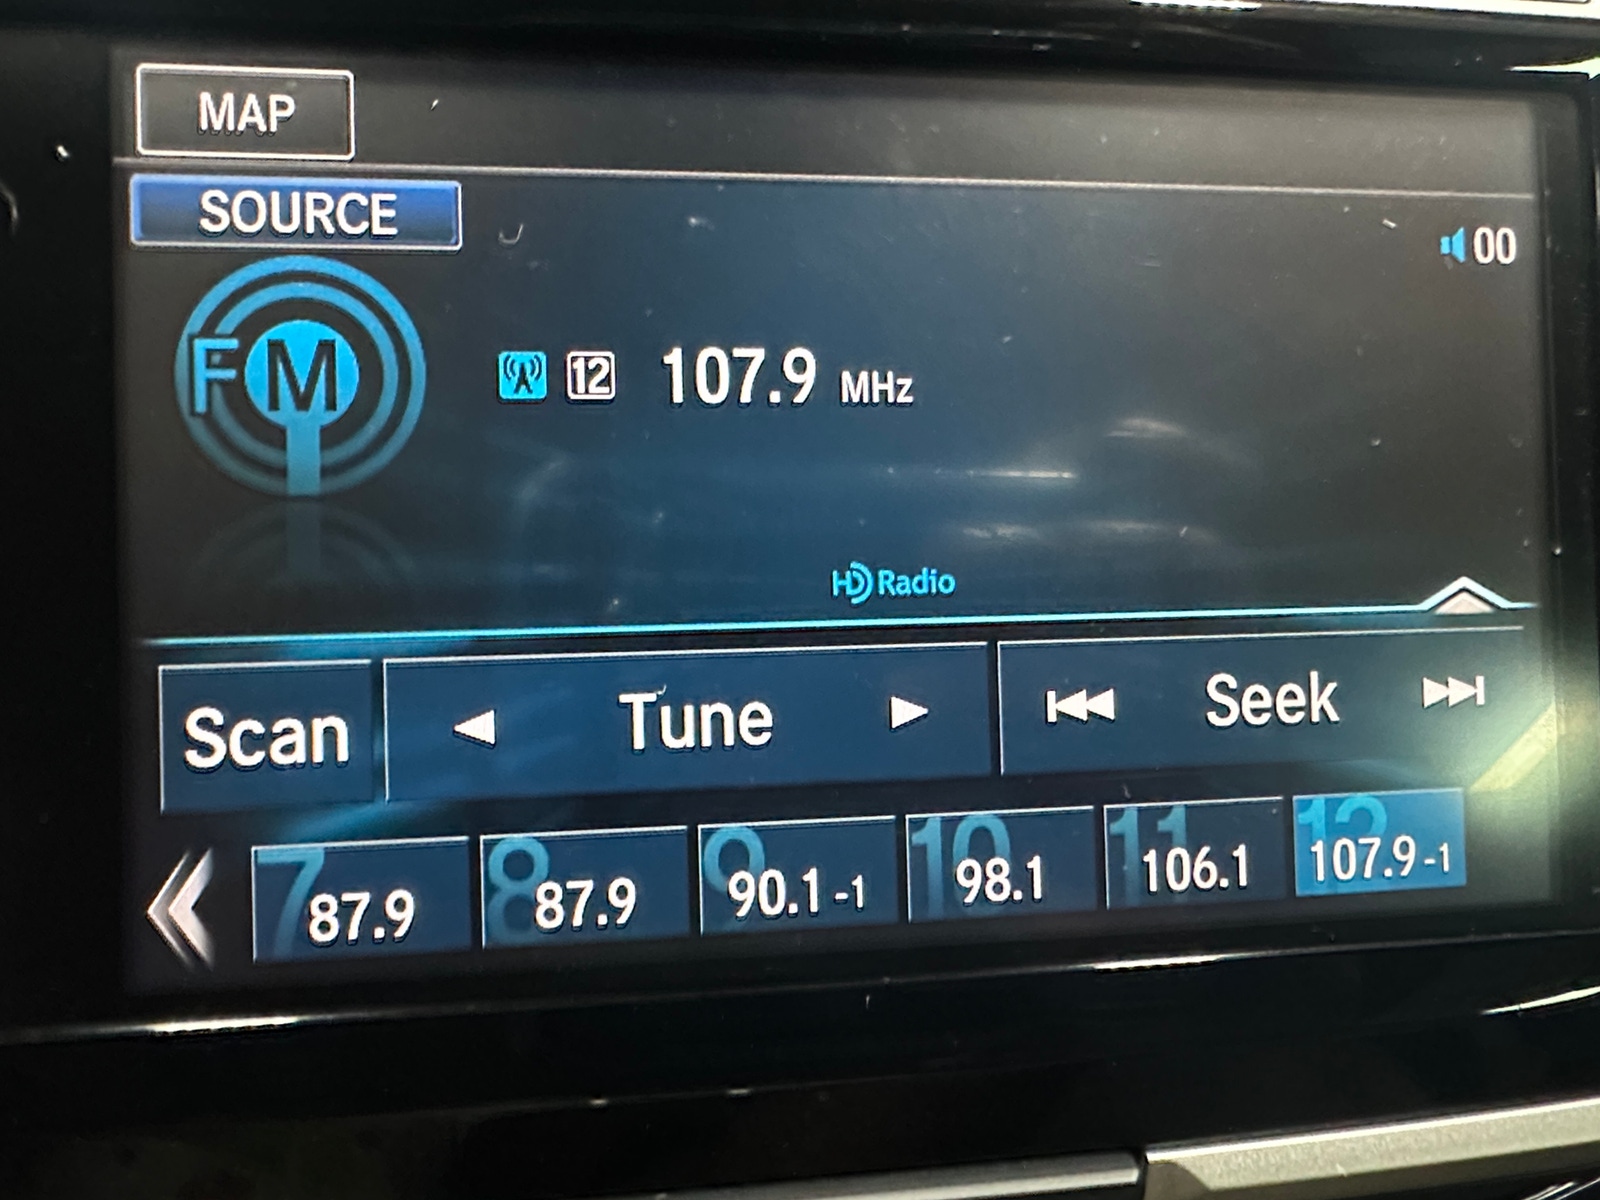 MAP
SOURCE
00
FM
12 107.9 MHz
HD Radio
Scan Tune Seek
7 87.9 8 87.9 9 90.1-1 10 98.1 11 106.1 12 107.9-1